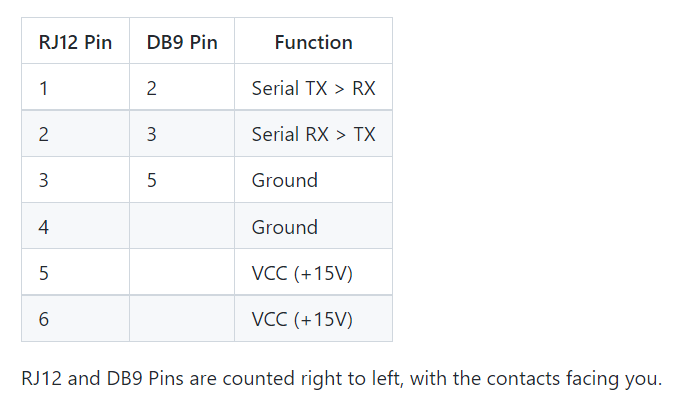 RJ12 Pin DB9 Pin Function
1 2 Serial TX > RX
2 3 Serial RX > TX
3 5 Ground
4 Ground
5 VCC (+15V)
6 VCC (+15V)
RJ12 and DB9 Pins are counted right to left, with the contacts facing you.